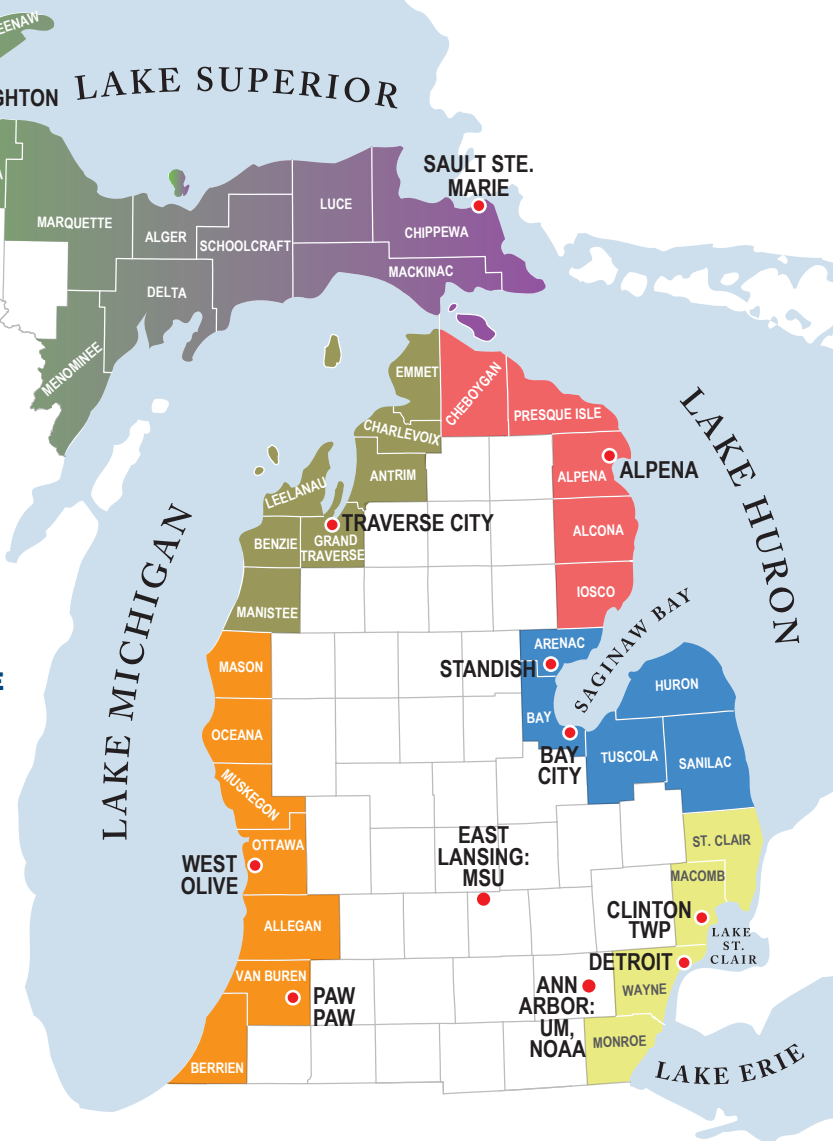 LAKE SUPERIOR
SAULT STE.
MARIE
LUCE
MARQUETTE
ALGER
CHIPPEWA
SCHOOLCRAFT
MACKINAC
DELTA
MENOMINEE
EMMET
CHEBOYGAN
PRESQUE ISLE
CHARLEVOIX
LAKE HURON
ANTRIM
ALPENA
ALPENA
LEELANAU
TRAVERSE CITY
BENZIE
GRAND
TRAVERSE
ALCONA
LAKE MICHIGAN
IOSCO
MANISTEE
SAGINAW BAY
ARENAC
MASON
STANDISH
HURON
BAY
OCEANA
BAY
CITY
TUSCOLA
SANILAC
MUSKEGON
EAST
LANSING:
MSU
OTTAWA
ST. CLAIR
WEST
OLIVE
MACOMB
CLINTON
TWP
ALLEGAN
LAKE
ST.
CLAIR
DETROIT
VAN BUREN
PAW
PAW
ANN
ARBOR:
UM,
NOAA
WAYNE
MONROE
BERRIEN
LAKE ERIE